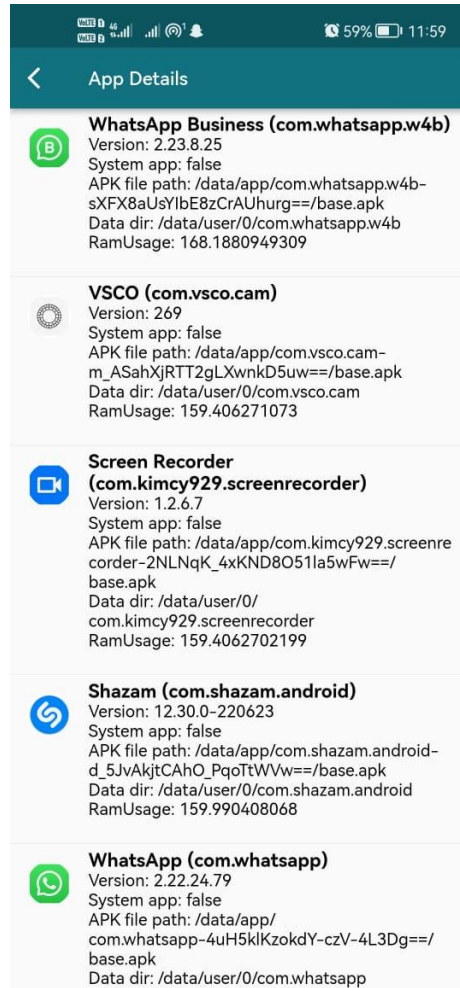 VoLTE 4G 59% 11:59
VoLTE
App Details
WhatsApp Business (com.whatsapp.w4b)
Version: 2.23.8.25
System app: false
APK file path: /data/app/com.whatsapp.w4b-
sXFX8aUsYIbE8zCrAUhurg==/base.apk
Data dir: /data/user/0/com.whatsapp.w4b
RamUsage: 168.1880949309
VSCO (com.vsco.cam)
Version: 269
System app: false
APK file path: /data/app/com.vsco.cam-
m_ASahXjRTT2gLXwnkD5uw==/base.apk
Data dir: /data/user/0/com.vsco.cam
RamUsage: 159.406271073
Screen Recorder
(com.kimcy929.screenrecorder)
Version: 1.2.6.7
System app: false
APK file path: /data/app/com.kimcy929.screenre
corder-2NLNqK_4xKND8O51la5wFw==/
base.apk
Data dir: /data/user/0/
com.kimcy929.screenrecorder
RamUsage: 159.4062702199
Shazam (com.shazam.android)
Version: 12.30.0-220623
System app: false
APK file path: /data/app/com.shazam.android-
d_5JvAkjtCAhO_PqoTtWVw==/base.apk
Data dir: /data/user/0/com.shazam.android
RamUsage: 159.990408068
WhatsApp (com.whatsapp)
Version: 2.22.24.79
System app: false
APK file path: /data/app/
com.whatsapp-4uH5klKzokdY-czV-4L3Dg==/
base.apk
Data dir: /data/user/0/com.whatsapp